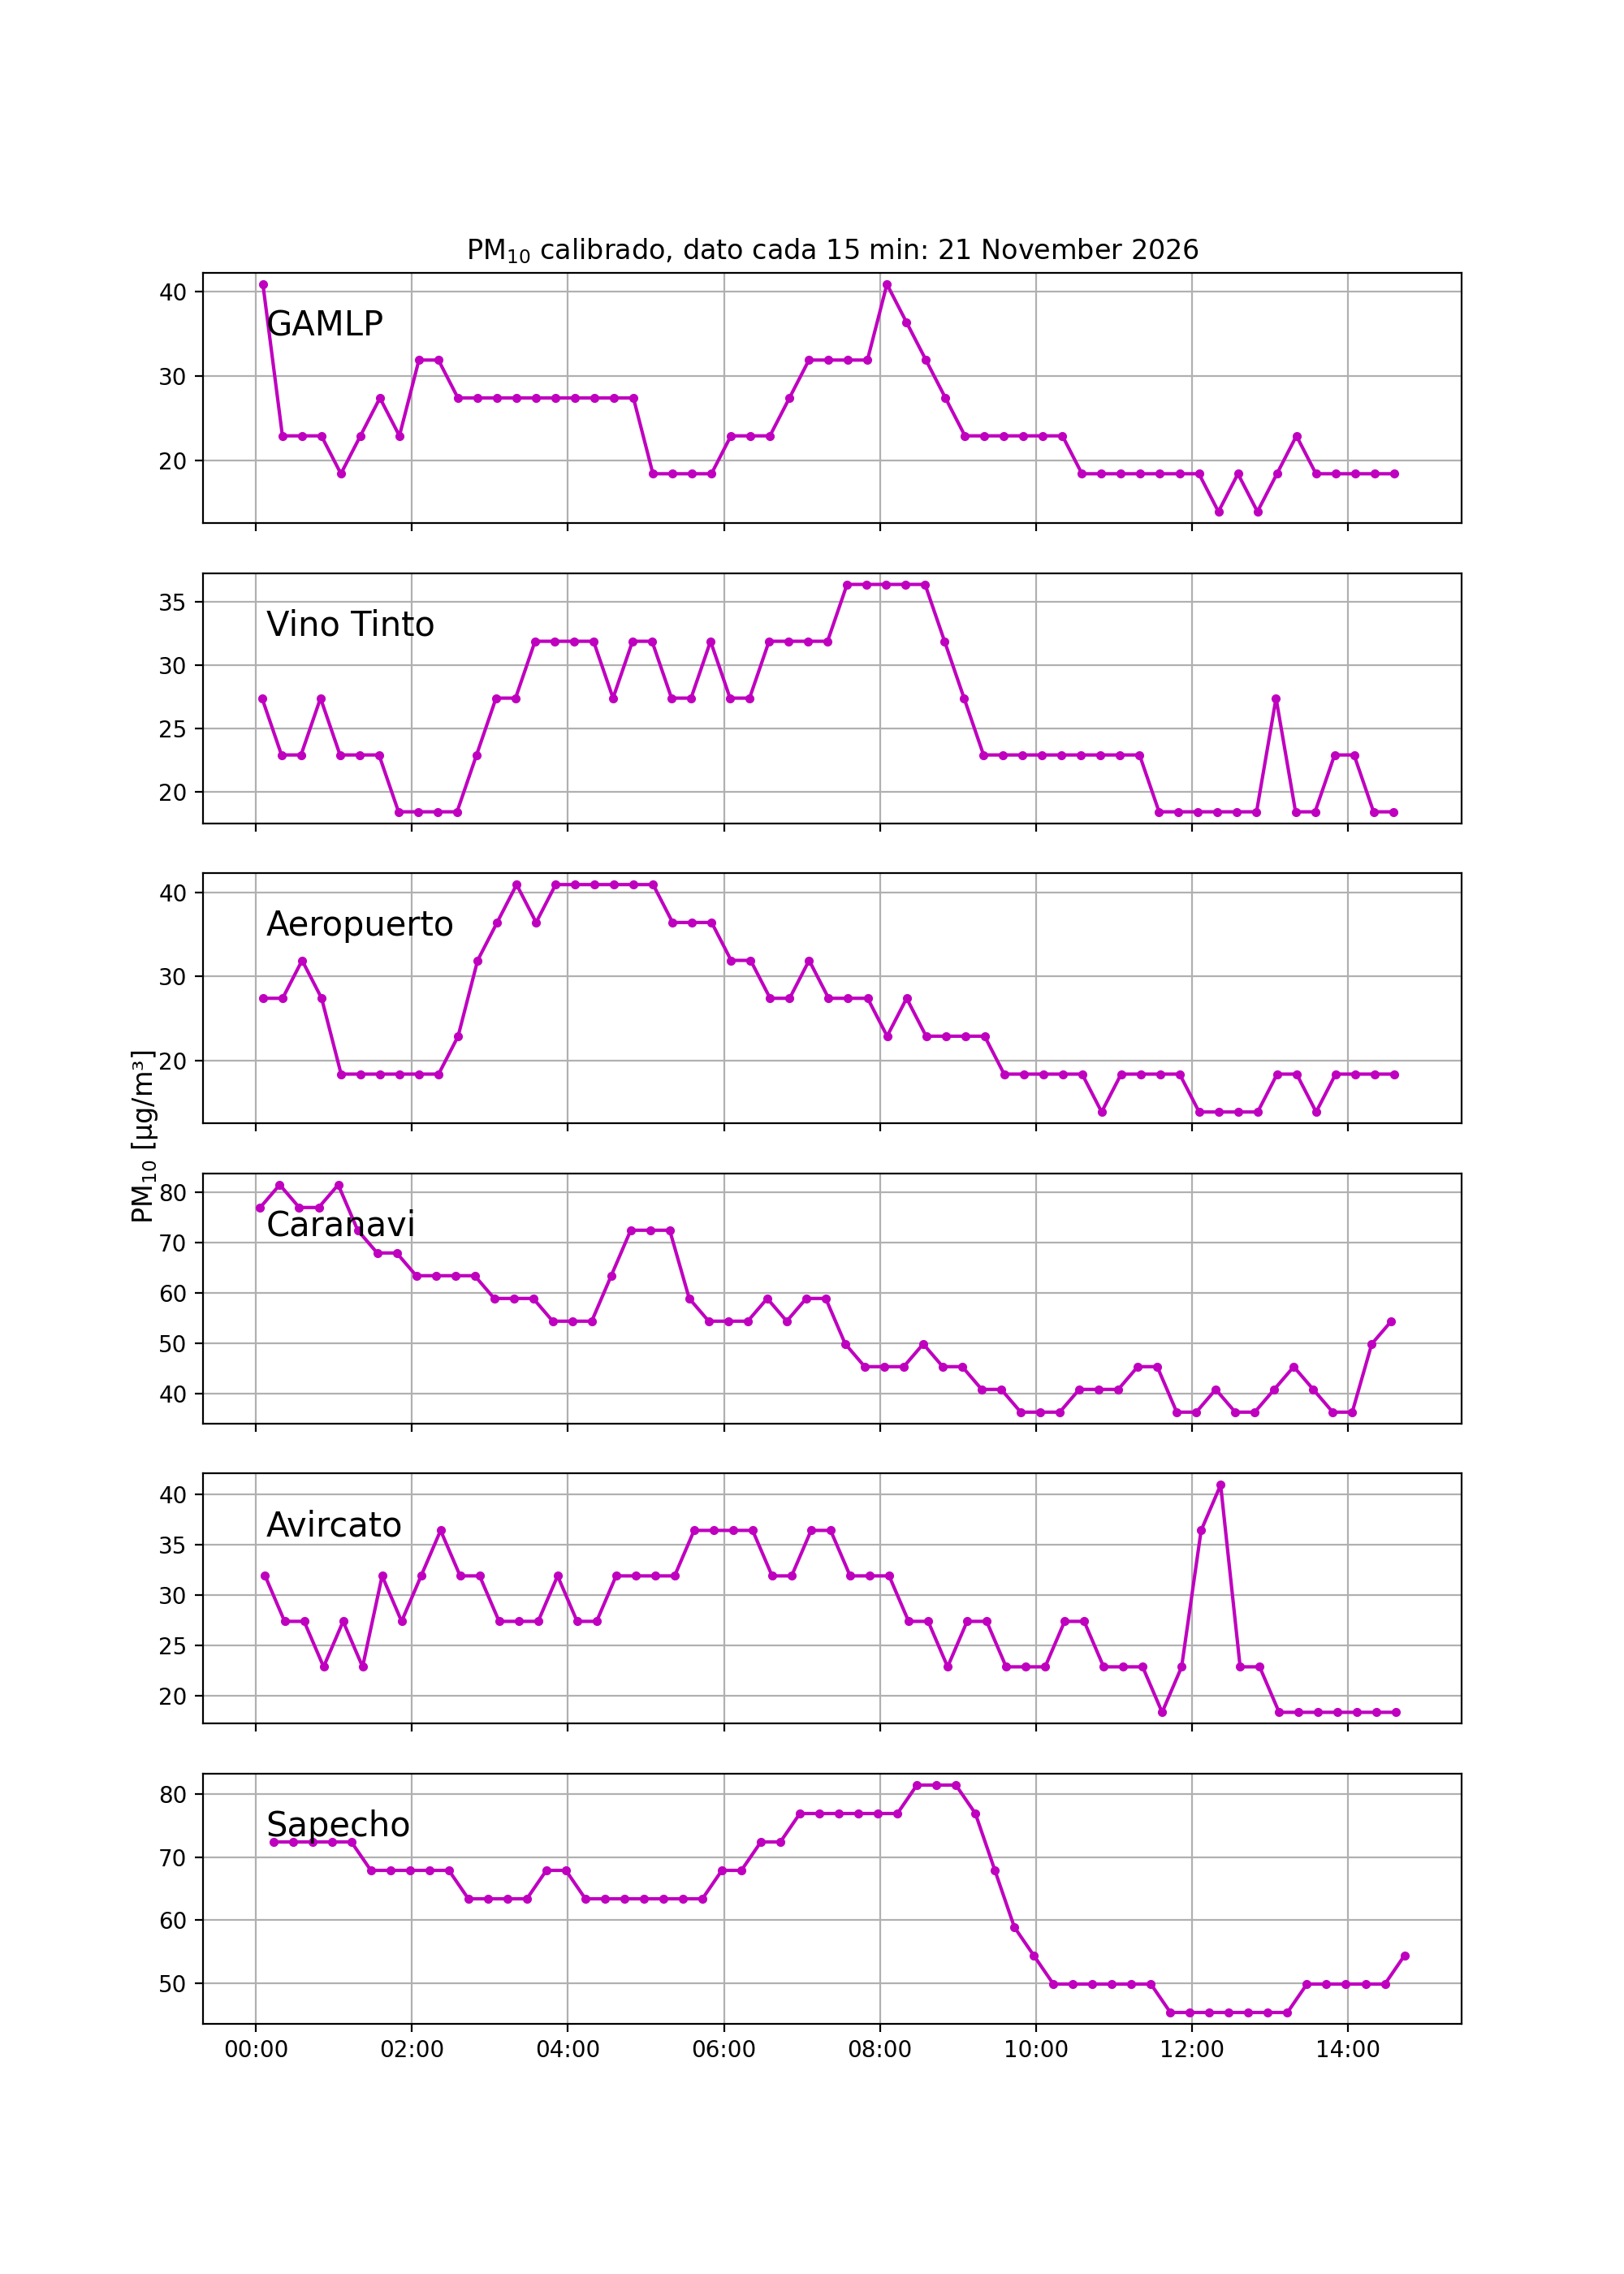 PM₁₀ calibrado, dato cada 15 min: 21 November 2026
40
30
20
GAMLP
35
30
25
20
Vino Tinto
40
30
20
Aeropuerto
PM₁₀ [µg/m³]
80
70
60
50
40
Caranavi
40
35
30
25
20
Avircato
80
70
60
50
Sapecho
00:00 02:00 04:00 06:00 08:00 10:00 12:00 14:00